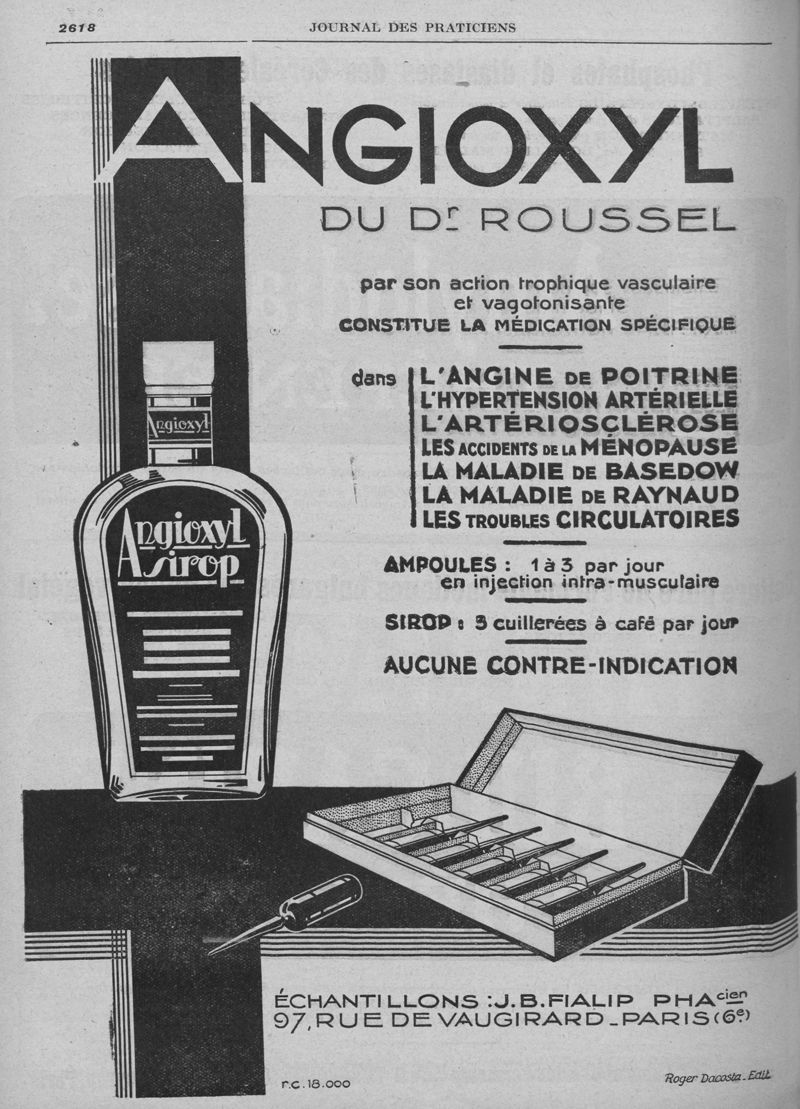 2618
JOURNAL DES PRATICIENS
ANGIOXYL
DU Dr ROUSSEL
par son action trophique vasculaire
et vagotonisante
CONSTITUE LA MÉDICATION SPÉCIFIQUE
dans
L'ANGINE DE POITRINE
L'HYPERTENSION ARTÉRIELLE
L'ARTÉRIOSCLÉROSE
LES ACCIDENTS DE LA MÉNOPAUSE
LA MALADIE DE BASEDOW
LA MALADIE DE RAYNAUD
LES TROUBLES CIRCULATOIRES
Angioxyl
Angioxyl
sirop
AMPOULES : 1 à 3 par jour
en injection intra-musculaire
SIROP : 3 cuillerées à café par jour
AUCUNE CONTRE-INDICATION
ÉCHANTILLONS : J.B. FIALIP PHAcien
97, RUE DE VAUGIRARD _ PARIS (6e)
r.c. 18.000
Roger Dacosta _ Edit.